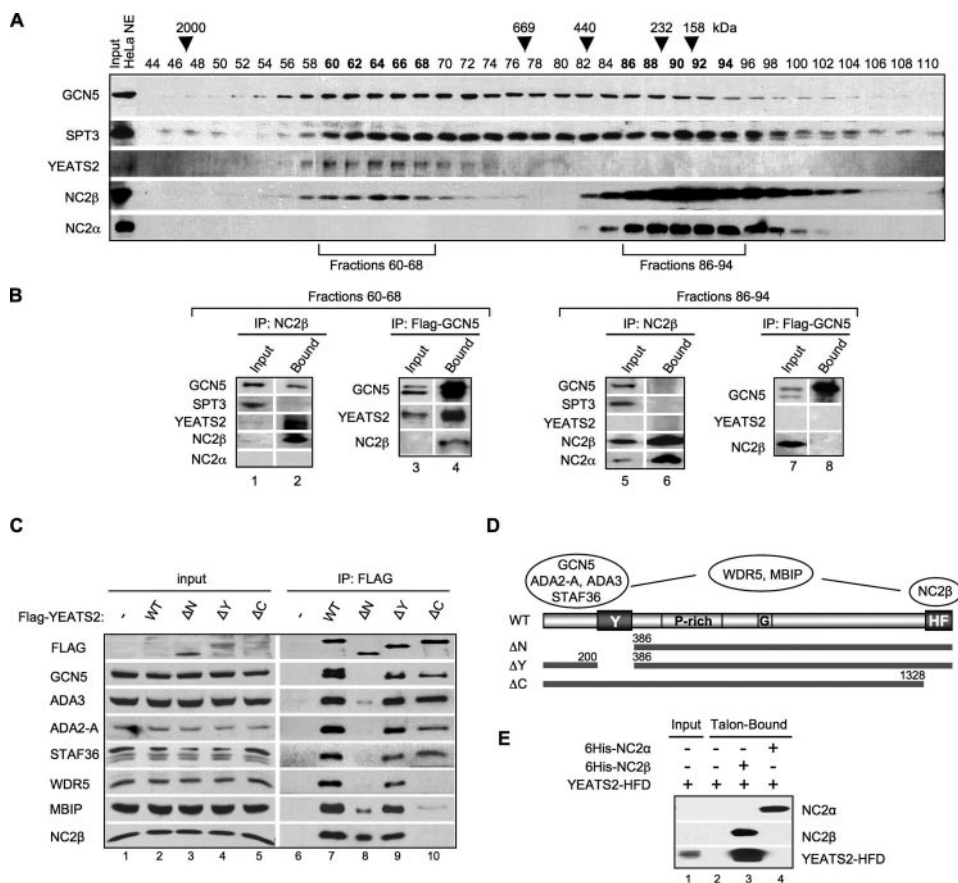 A
2000 669 440 232 158 kDa
Input
HeLa NE
44 46 48 50 52 54 56 58 60 62 64 66 68 70 72 74 76 78 80 82 84 86 88 90 92 94 96 98 100 102 104 106 108 110
GCN5
SPT3
YEATS2
NC2β
NC2α
Fractions 60-68
Fractions 86-94
B
Fractions 60-68
IP: NC2β
IP: Flag-GCN5
Input Bound
Input Bound
GCN5
SPT3
YEATS2
NC2β
NC2α
1 2
GCN5
YEATS2
NC2β
3 4
Fractions 86-94
IP: NC2β
IP: Flag-GCN5
Input Bound
Input Bound
GCN5
SPT3
YEATS2
NC2β
NC2α
5 6
GCN5
YEATS2
NC2β
7 8
C
input
IP: FLAG
Flag-YEATS2: - WT ΔN ΔY ΔC - WT ΔN ΔY ΔC
FLAG
GCN5
ADA3
ADA2-A
STAF36
WDR5
MBIP
NC2β
1 2 3 4 5 6 7 8 9 10
D
GCN5
ADA2-A, ADA3
STAF36
WDR5, MBIP
NC2β
WT Y P-rich G HF
ΔN 386
ΔY 200 386
ΔC 1328
E
Input Talon-Bound
6His-NC2α - - - +
6His-NC2β - - + -
YEATS2-HFD + + + +
NC2α
NC2β
YEATS2-HFD
1 2 3 4